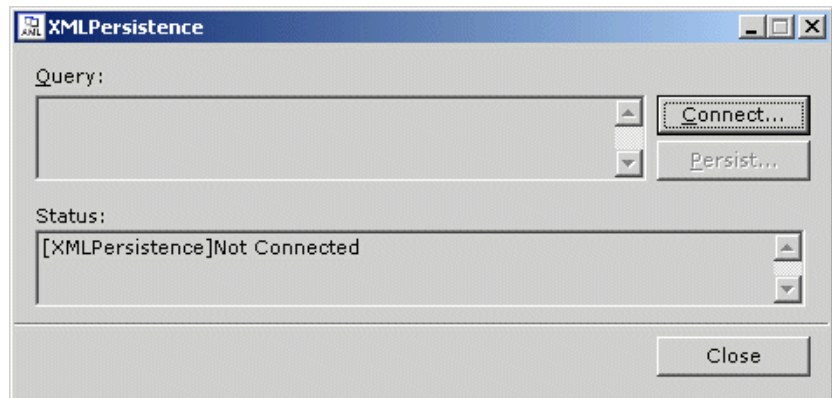 XMLPersistence
Query:
Connect...
Persist...
Status:
[XMLPersistence]Not Connected
Close